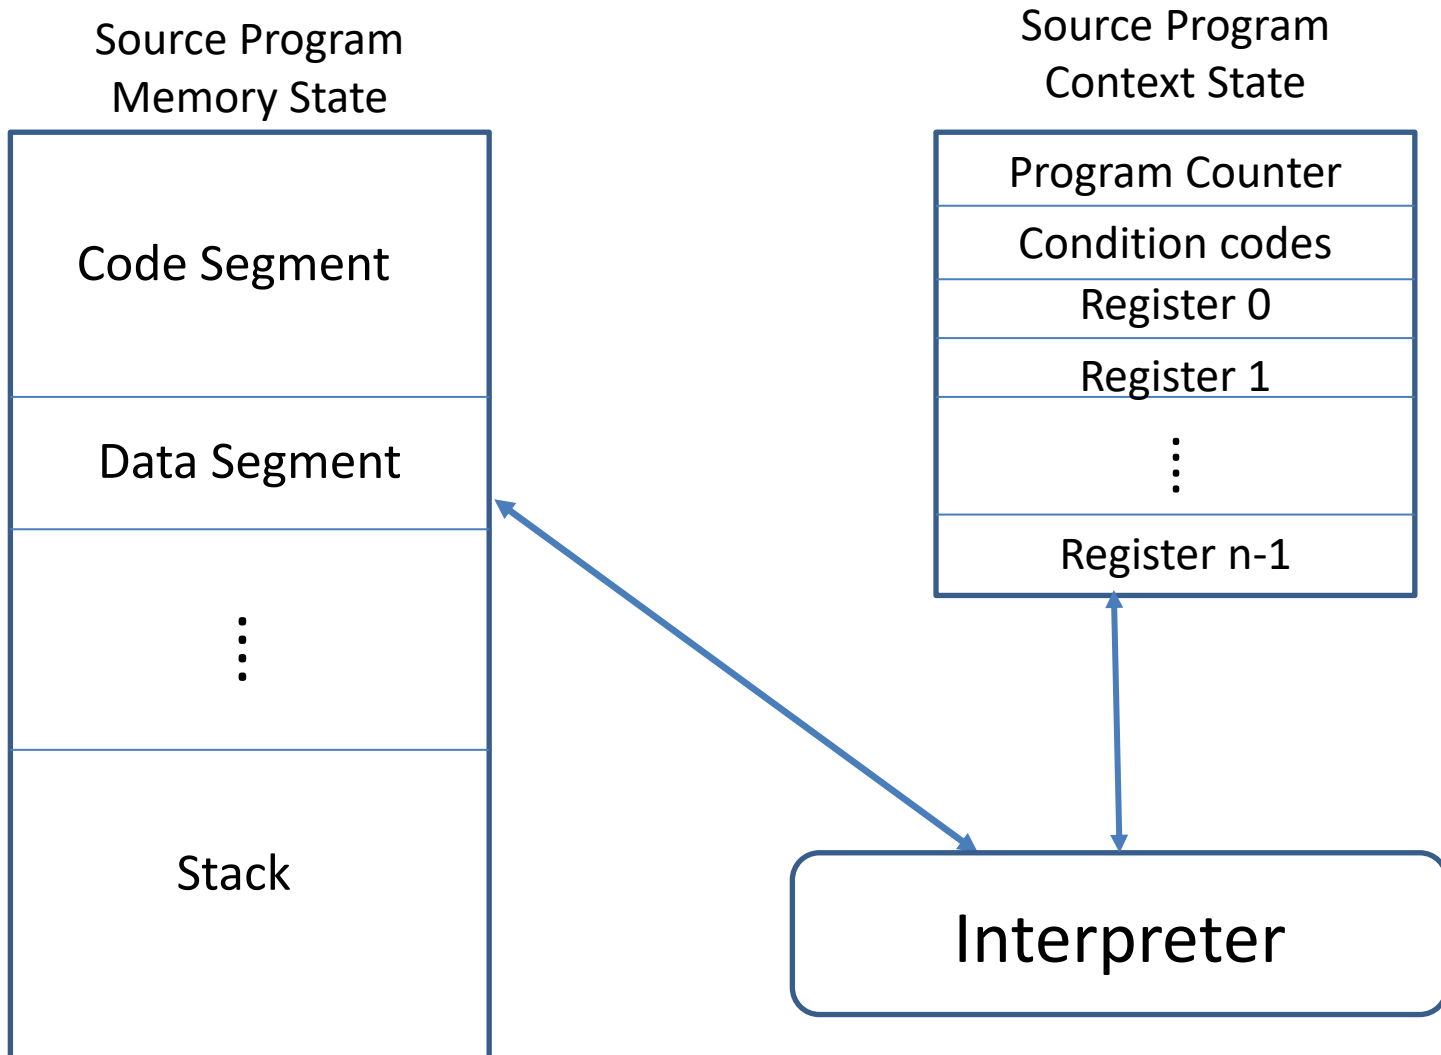 Source Program
Memory State
Code Segment
Data Segment
Stack
Source Program
Context State
Program Counter
Condition codes
Register 0
Register 1
Register n-1
Interpreter